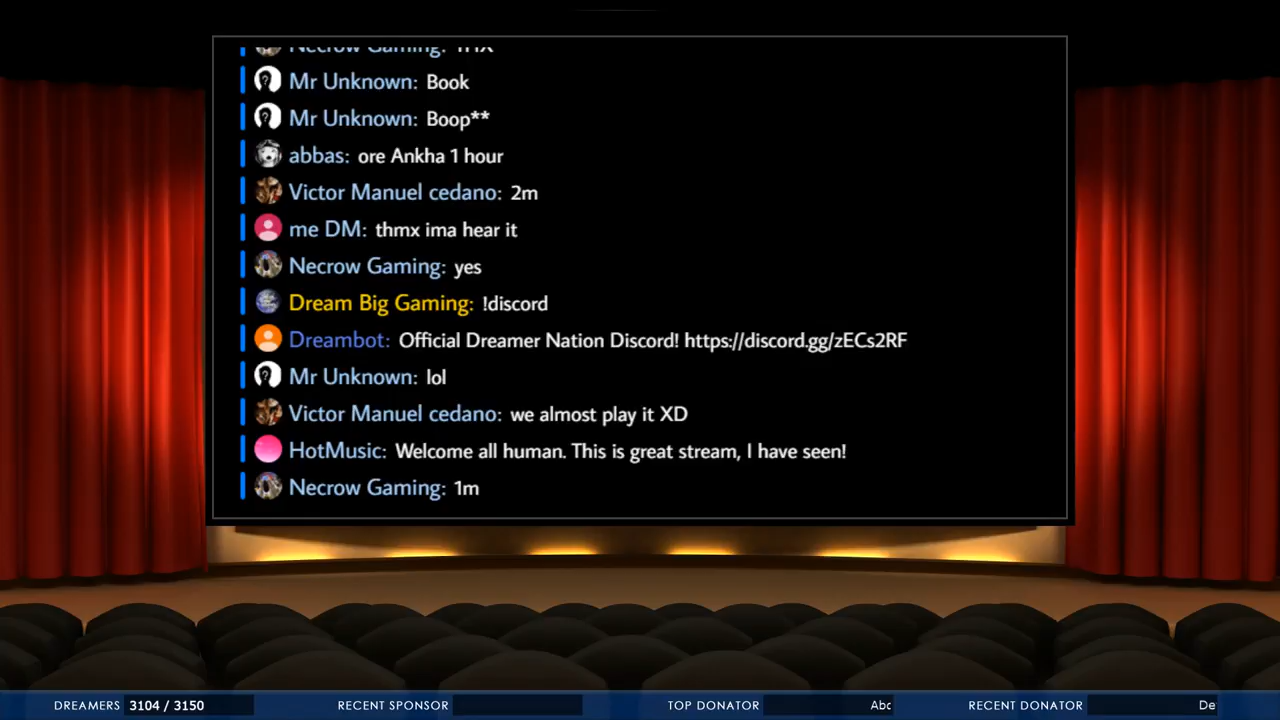 Necrow Gaming:
Mr Unknown: Book
Mr Unknown: Boop**
abbas: ore Ankha 1 hour
Victor Manuel cedano: 2m
me DM: thmx ima hear it
Necrow Gaming: yes
Dream Big Gaming: !discord
Dreambot: Official Dreamer Nation Discord! https://discord.gg/zECs2RF
Mr Unknown: lol
Victor Manuel cedano: we almost play it XD
HotMusic: Welcome all human. This is great stream, I have seen!
Necrow Gaming: 1m
DREAMERS 3104 / 3150 RECENT SPONSOR TOP DONATOR Abc RECENT DONATOR De